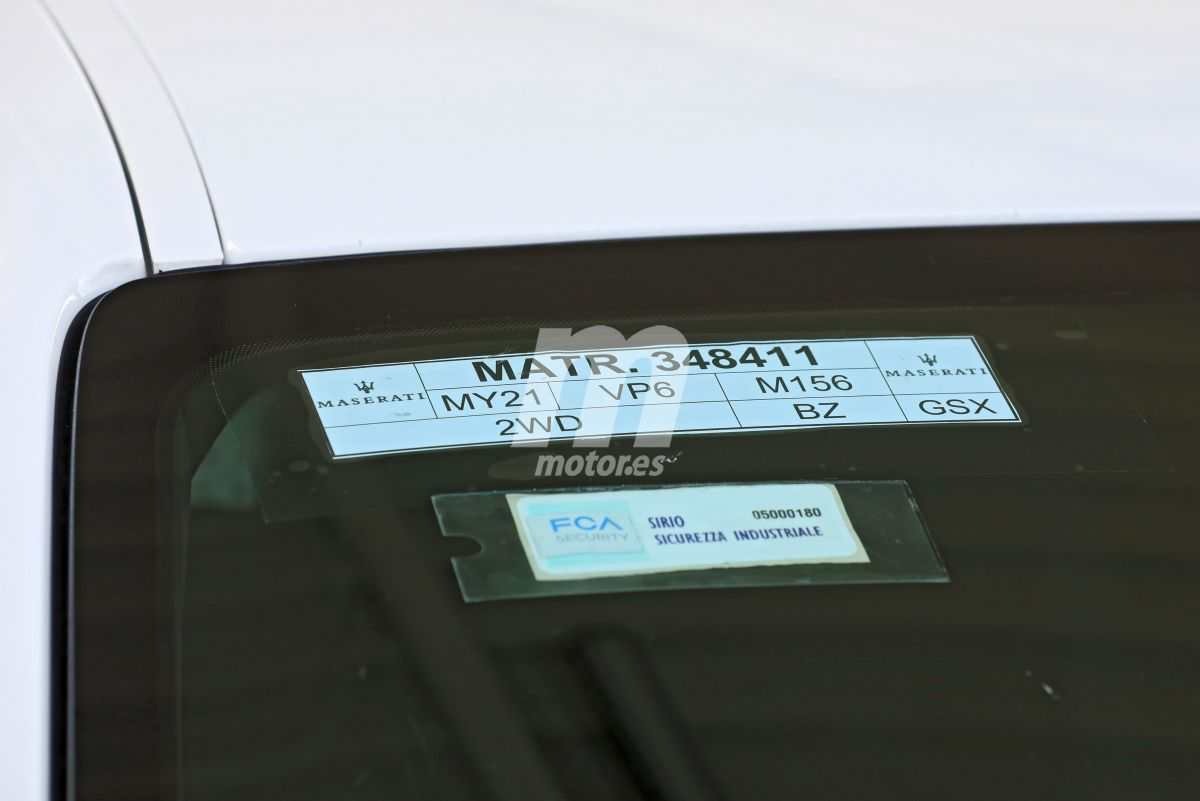 MATR. 348411
MASERATI MY21 VP6 M156 MASERATI
2WD BZ GSX
motor.es
FCA SIRIO 05000180
SECURITY SICUREZZA INDUSTRIALE